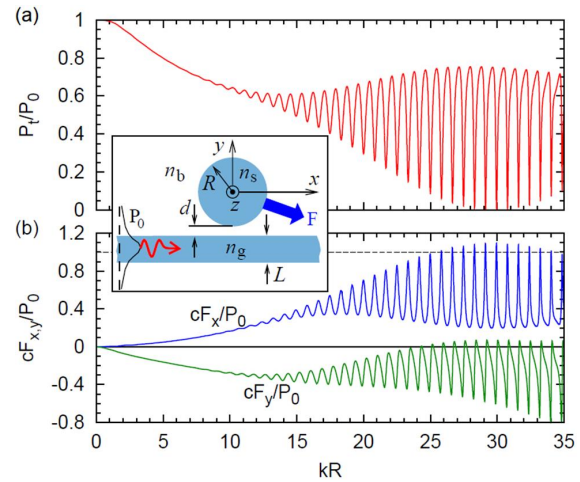 (a)
1
0.8
0.6
0.4
0.2
0
P_t/P_0
y
n_b
n_s
R
x
z
d
F
P_0
n_g
L
(b)
1.2
0.8
0.4
0
-0.4
-0.8
cF_x,y/P_0
cF_x/P_0
cF_y/P_0
0 5 10 15 20 25 30 35
kR